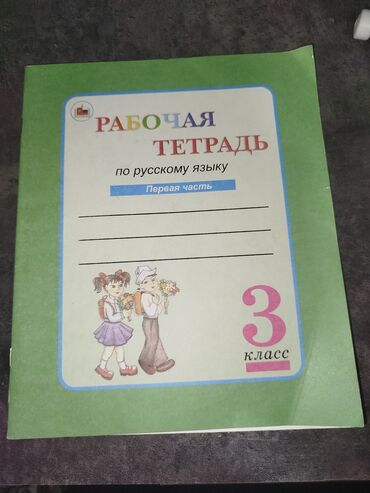 РАБОЧАЯ
ТЕТРАДЬ
по русскому языку
Первая часть
3
класс